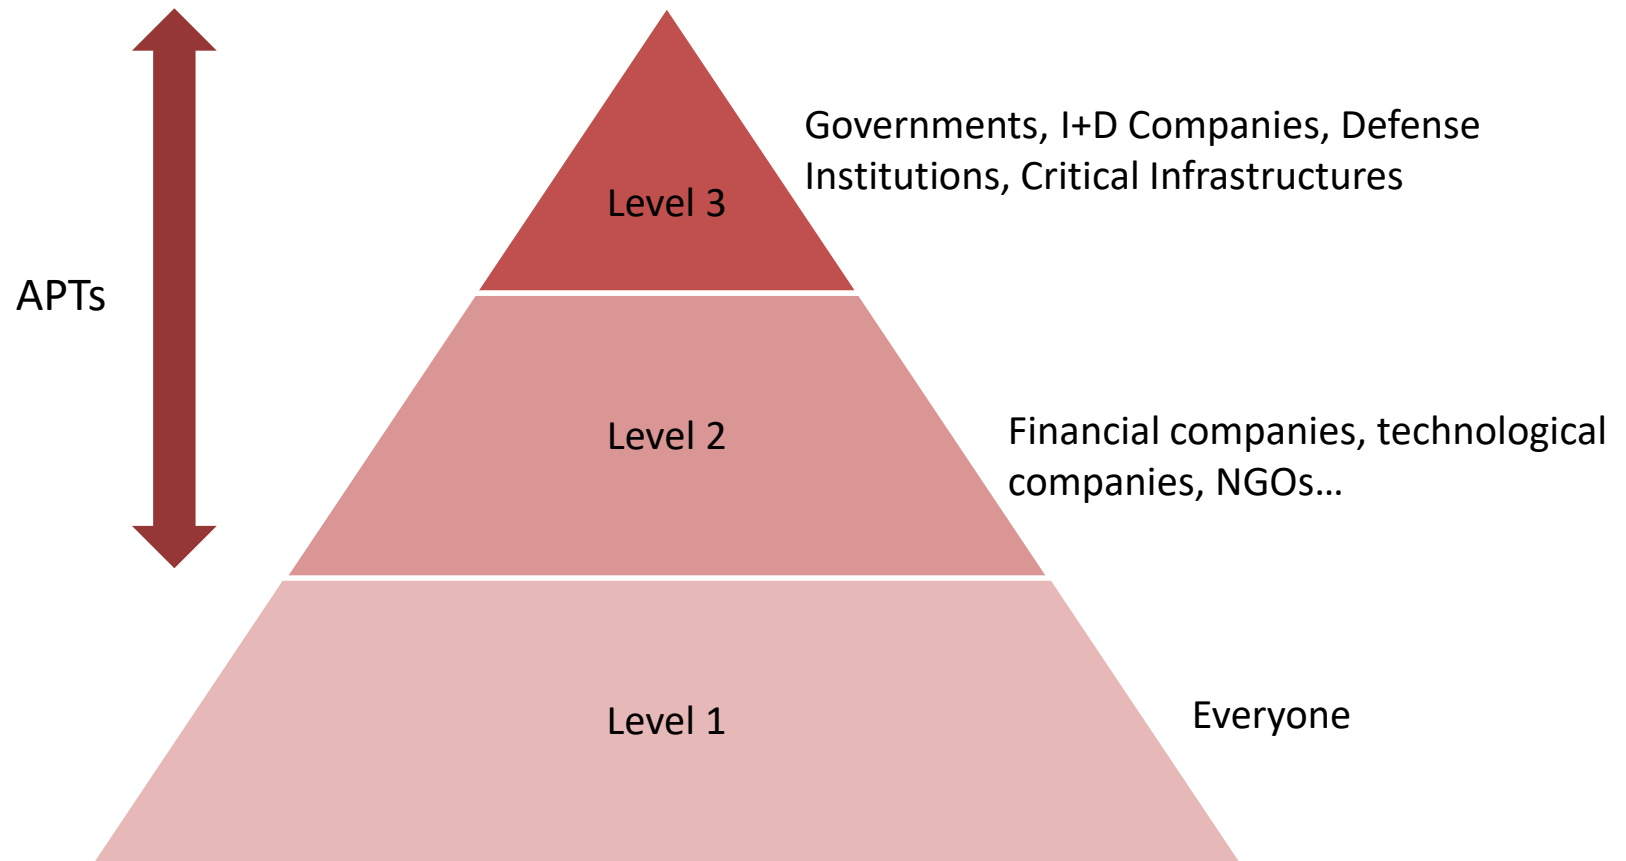 Governments, I+D Companies, Defense
Institutions, Critical Infrastructures
Level 3
APTs
Level 2
Financial companies, technological
companies, NGOs…
Level 1
Everyone